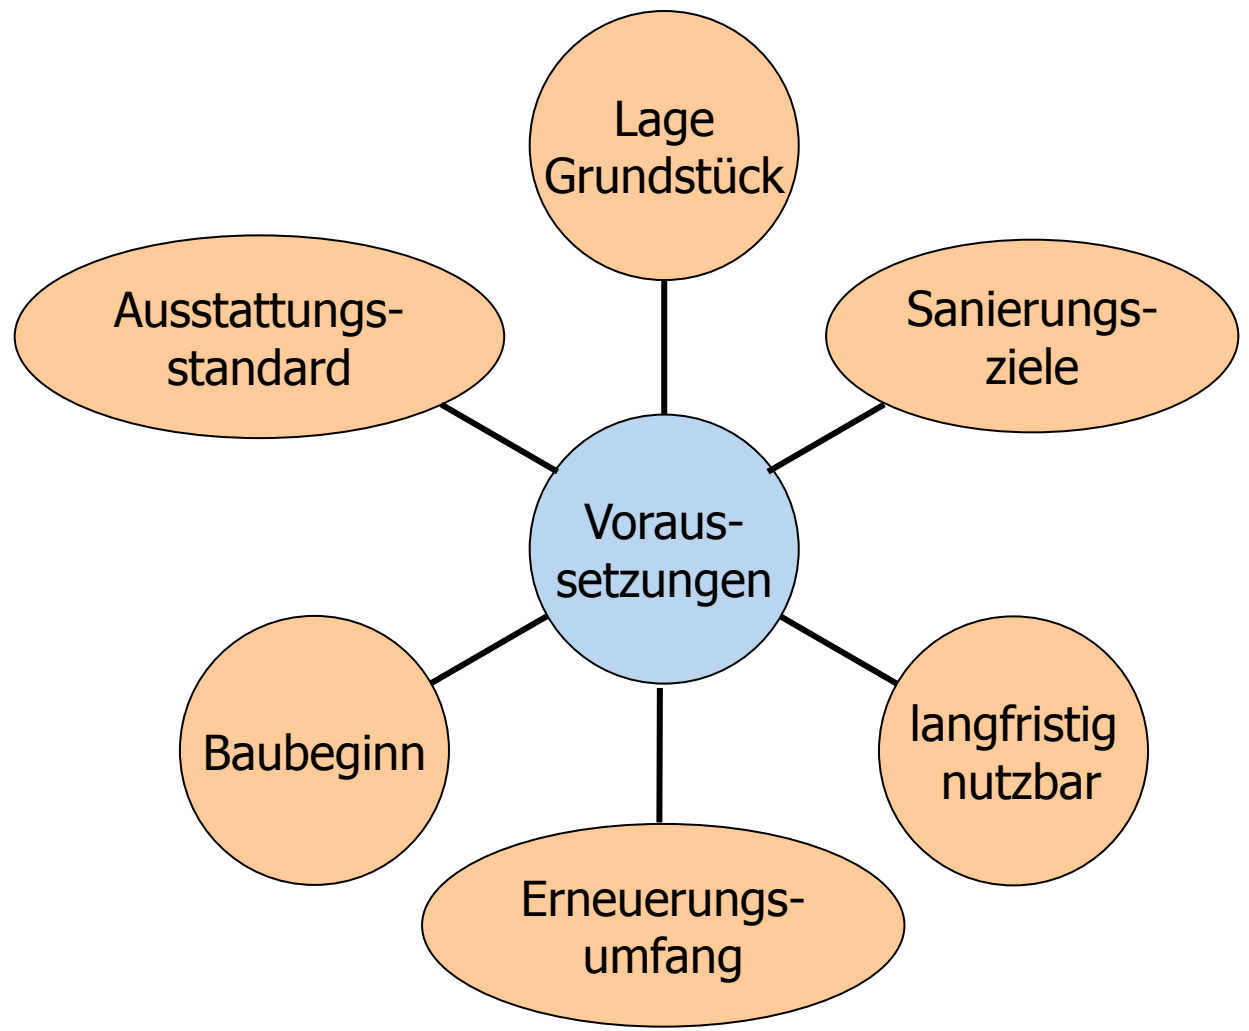 Lage
Grundstück
Ausstattungs-
standard
Sanierungs-
ziele
Voraus-
setzungen
Baubeginn
langfristig
nutzbar
Erneuerungs-
umfang